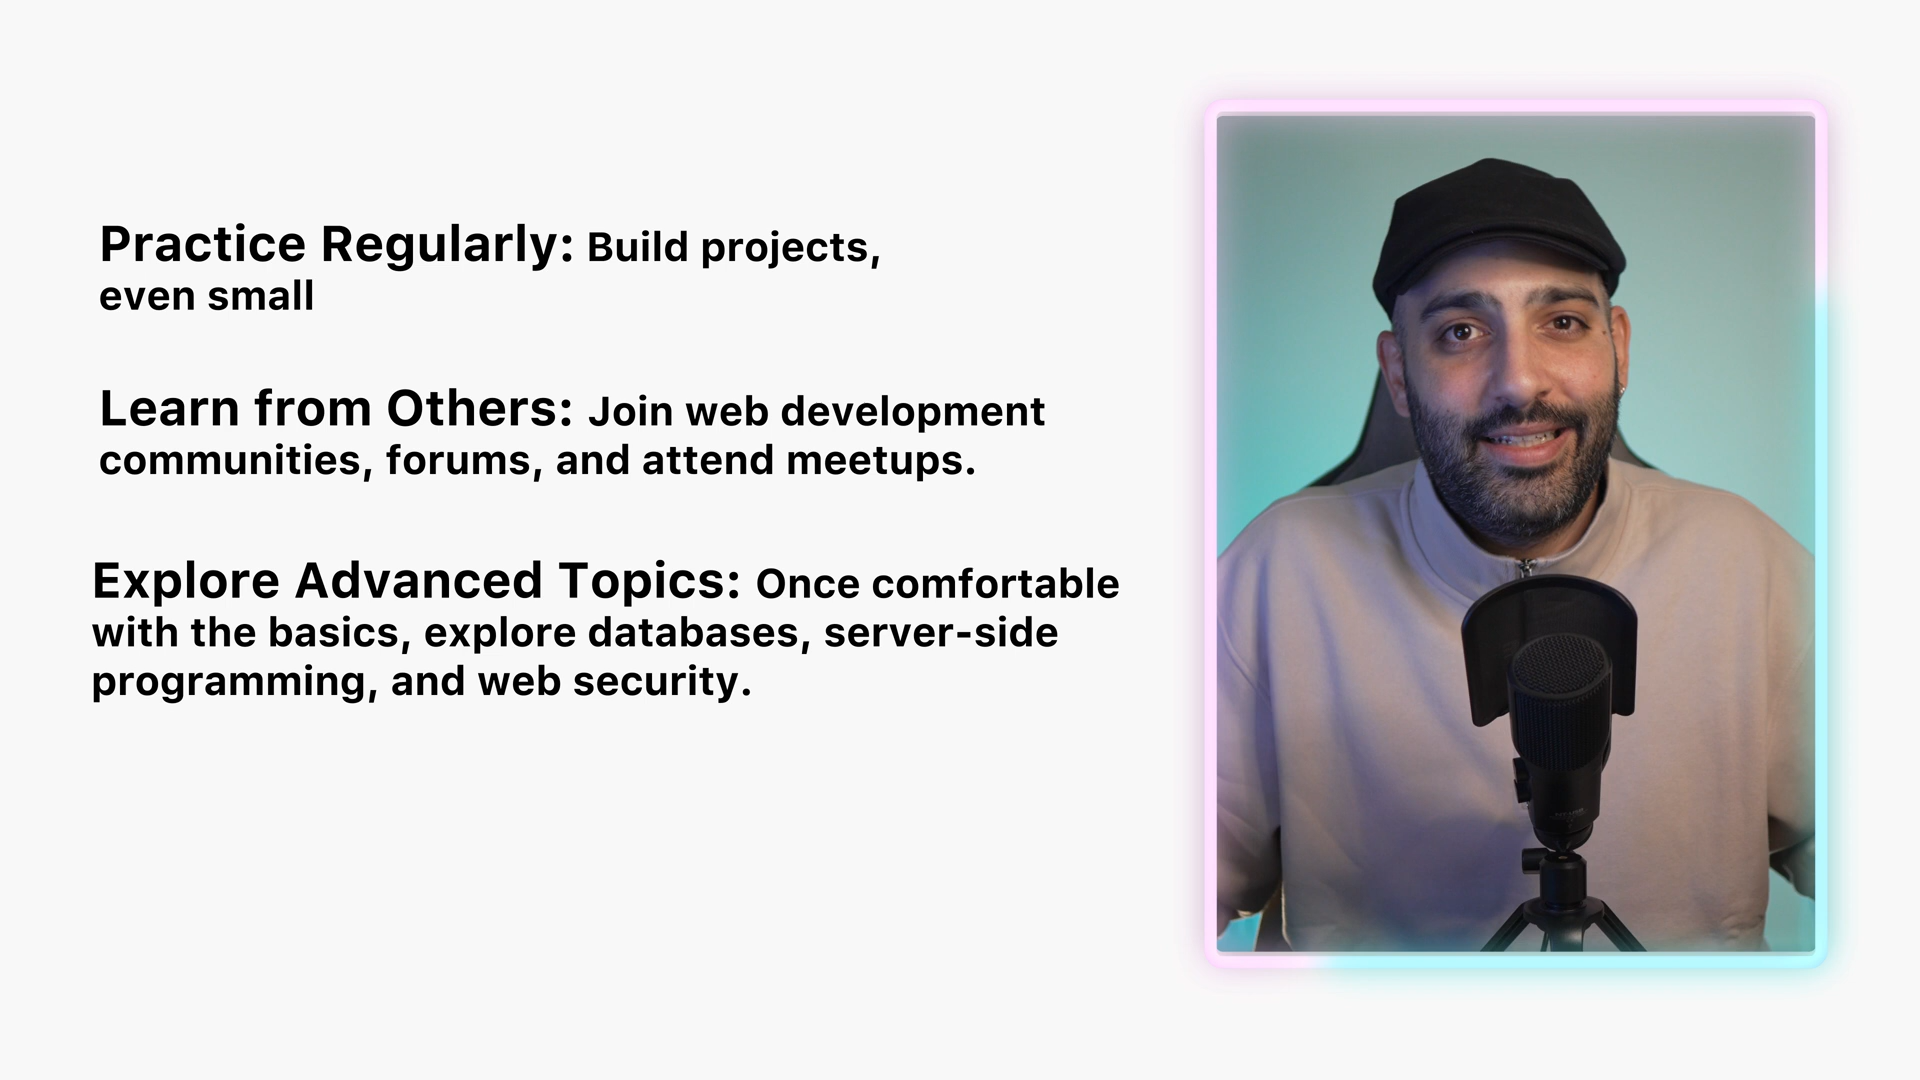 Practice Regularly: Build projects,
even small
Learn from Others: Join web development
communities, forums, and attend meetups.
Explore Advanced Topics: Once comfortable
with the basics, explore databases, server-side
programming, and web security.